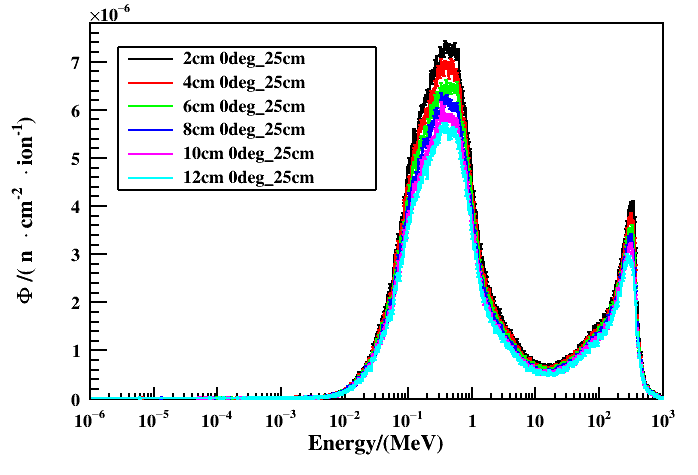 ×10⁻⁶
2cm 0deg_25cm
4cm 0deg_25cm
6cm 0deg_25cm
8cm 0deg_25cm
10cm 0deg_25cm
12cm 0deg_25cm
7
6
5
4
3
2
1
0
Φ /( n · cm⁻² · ion⁻¹)
10⁻⁶ 10⁻⁵ 10⁻⁴ 10⁻³ 10⁻² 10⁻¹ 1 10 10² 10³
Energy/(MeV)